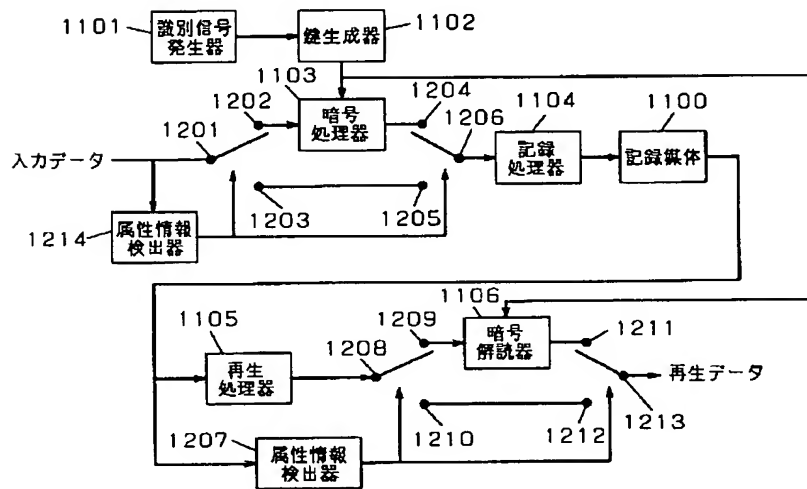 1101
識別信号
発生器
鍵生成器
1102
1103
1202
暗号
処理器
1204
1201
1206
1104
1100
入力データ
記録
処理器
記録媒体
1203
1205
1214
属性情報
検出器
1106
1105
1209
暗号
解読器
1211
1208
再生
処理器
再生データ
1207
1210
1212
1213
属性情報
検出器